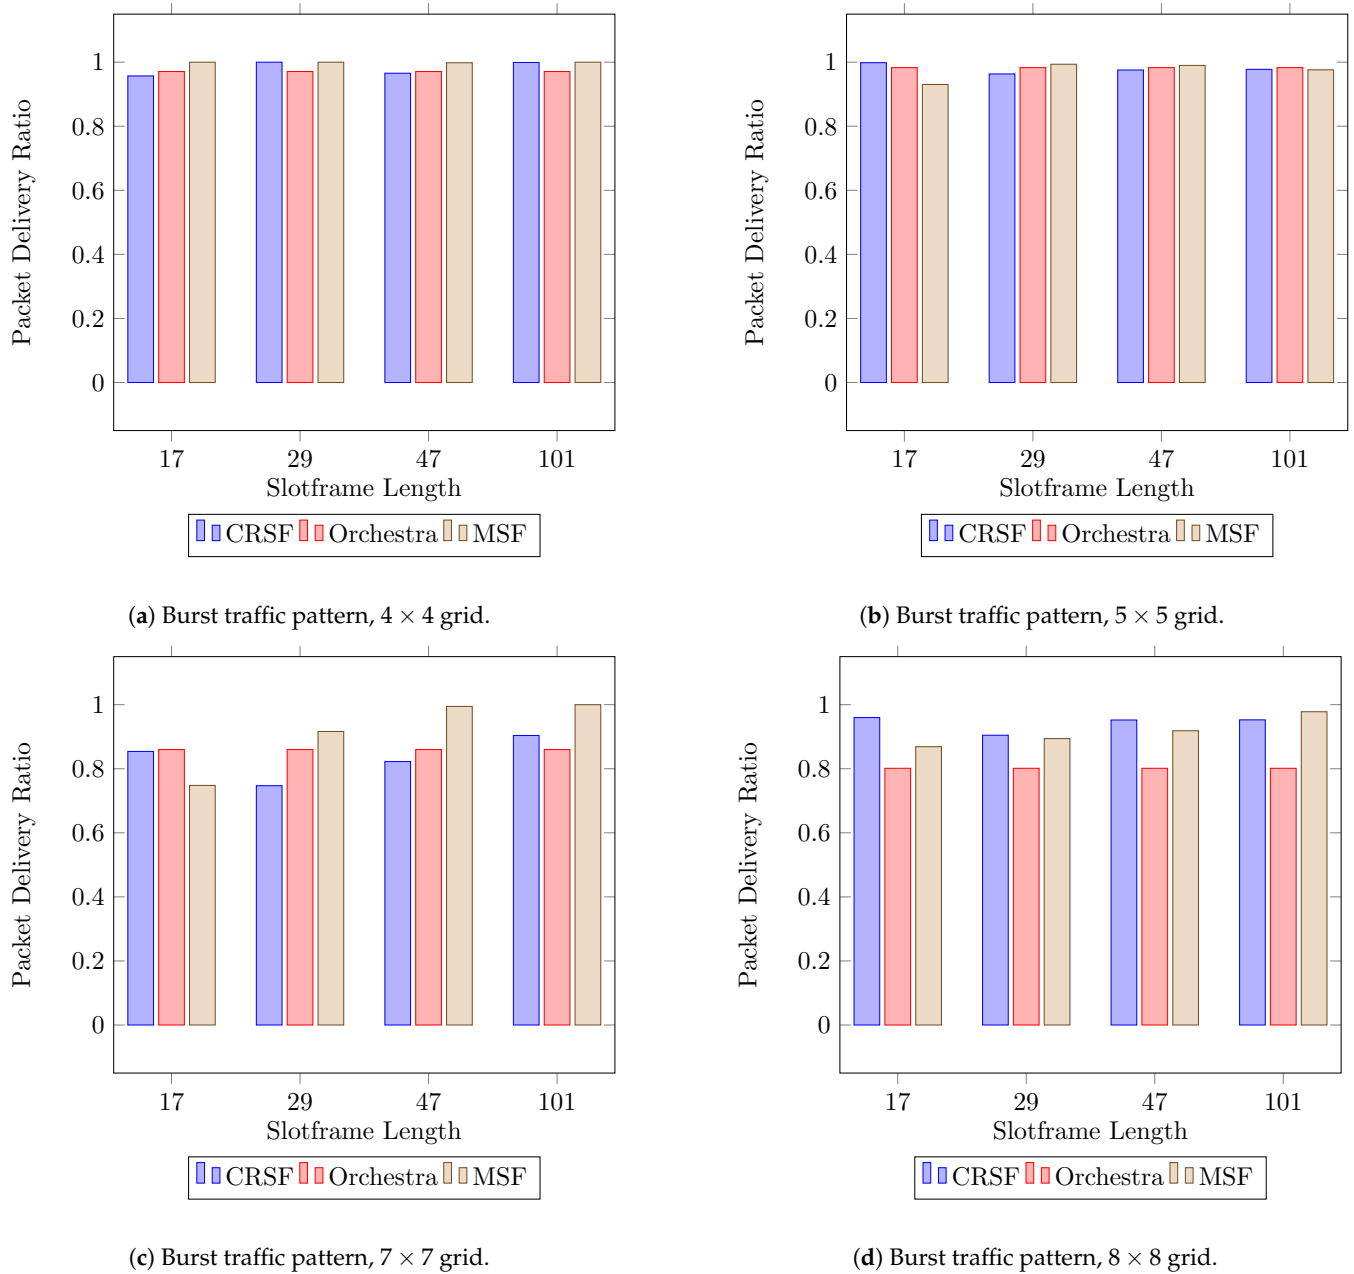 Packet Delivery Ratio
1
0.8
0.6
0.4
0.2
0
17 29 47 101
Slotframe Length
CRSF Orchestra MSF
(a) Burst traffic pattern, 4 × 4 grid.
Packet Delivery Ratio
1
0.8
0.6
0.4
0.2
0
17 29 47 101
Slotframe Length
CRSF Orchestra MSF
(b) Burst traffic pattern, 5 × 5 grid.
Packet Delivery Ratio
1
0.8
0.6
0.4
0.2
0
17 29 47 101
Slotframe Length
CRSF Orchestra MSF
(c) Burst traffic pattern, 7 × 7 grid.
Packet Delivery Ratio
1
0.8
0.6
0.4
0.2
0
17 29 47 101
Slotframe Length
CRSF Orchestra MSF
(d) Burst traffic pattern, 8 × 8 grid.